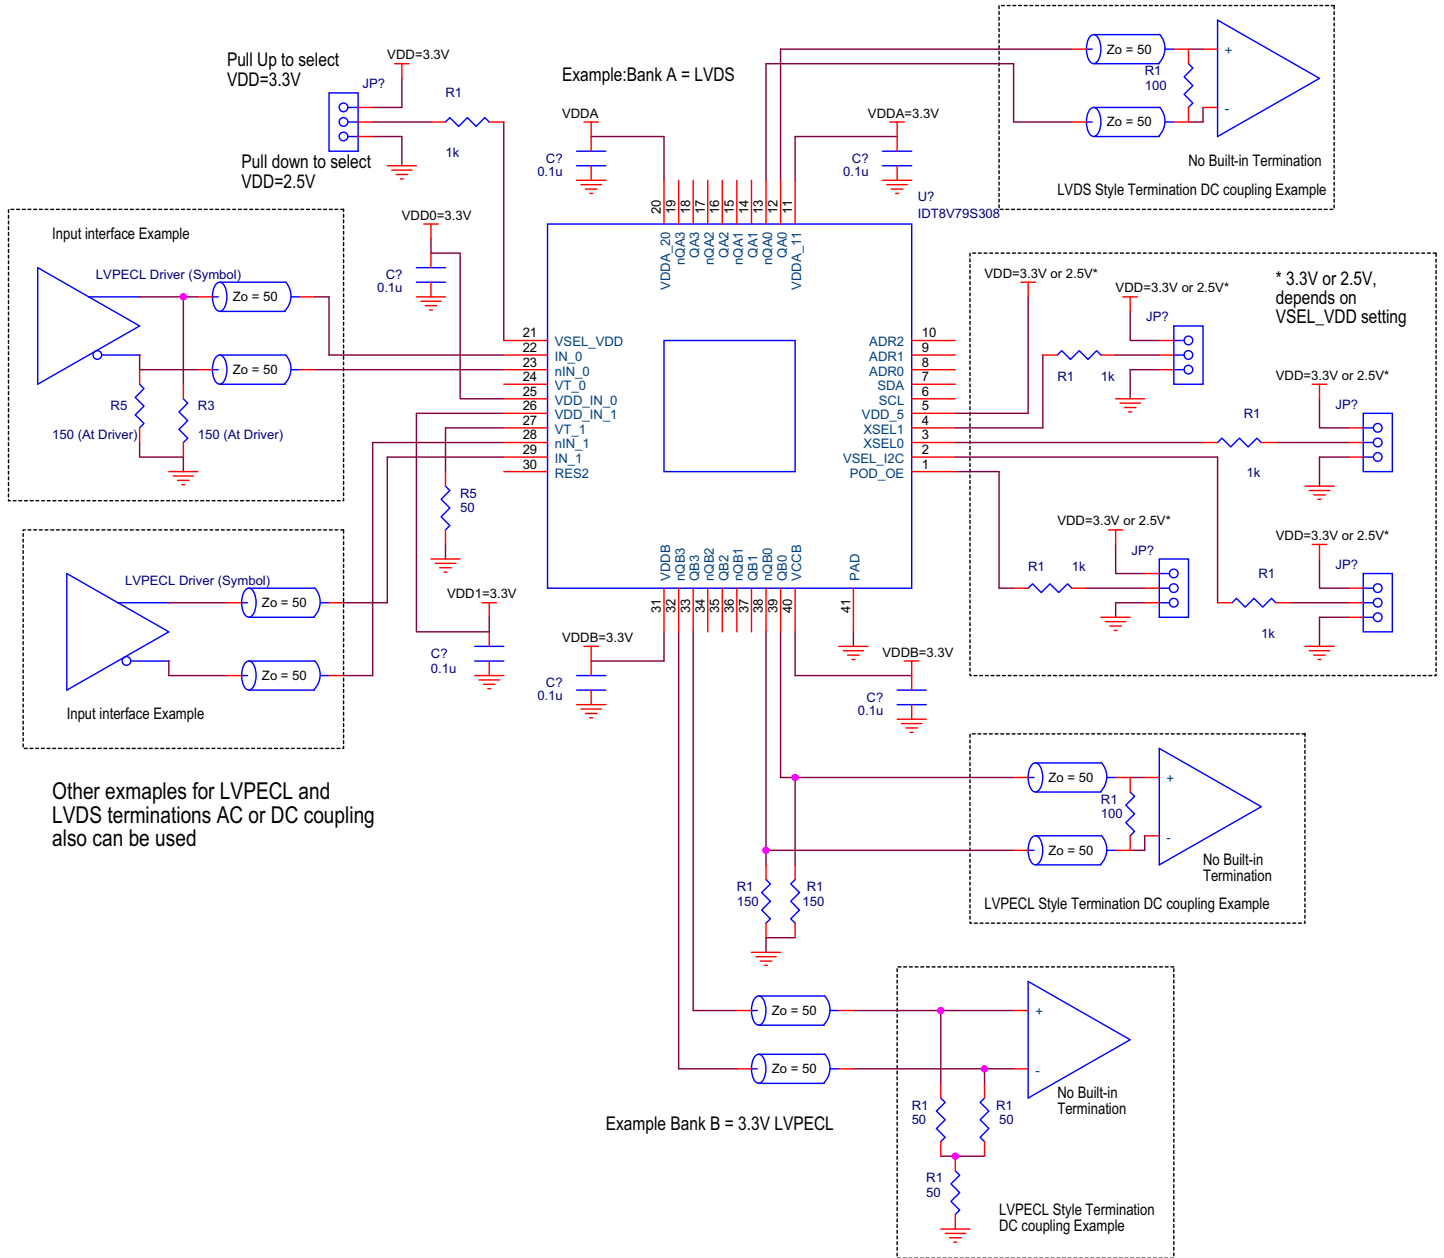 Pull Up to select
VDD=3.3V
VDD=3.3V
JP?
R1
1k
Pull down to select
VDD=2.5V
Example:Bank A = LVDS
VDDA
C?
0.1u
VDDA=3.3V
C?
0.1u
U?
IDT8V79S308
Zo = 50
Zo = 50
R1
100
+
-
No Built-in Termination
LVDS Style Termination DC coupling Example
Input interface Example
LVPECL Driver (Symbol)
Zo = 50
Zo = 50
R5
150 (At Driver)
R3
150 (At Driver)
VDD0=3.3V
C?
0.1u
20
19
18
17
16
15
14
13
12
11
VDDA_20
nQA3
QA3
nQA2
QA2
nQA1
QA1
nQA0
QA0
VDDA_11
21
22
23
24
25
26
27
28
29
30
VSEL_VDD
IN_0
nIN_0
VT_0
VDD_IN_0
VDD_IN_1
VT_1
nIN_1
IN_1
RES2
ADR2
ADR1
ADR0
SDA
SCL
VDD_5
XSEL1
XSEL0
VSEL_I2C
POD_OE
10
9
8
7
6
5
4
3
2
1
VDDB
nQB3
QB3
nQB2
QB2
nQB1
QB1
nQB0
QB0
VCCB
PAD
31
32
33
34
35
36
37
38
39
40
41
VDD=3.3V or 2.5V*
VDD=3.3V or 2.5V*
JP?
R1
1k
* 3.3V or 2.5V,
depends on
VSEL_VDD setting
VDD=3.3V or 2.5V*
JP?
R1
1k
VDD=3.3V or 2.5V*
JP?
R1
1k
VDD=3.3V or 2.5V*
JP?
R1
1k
R5
50
LVPECL Driver (Symbol)
Zo = 50
Zo = 50
Input interface Example
VDD1=3.3V
C?
0.1u
VDDB=3.3V
C?
0.1u
VDDB=3.3V
C?
0.1u
Other exmaples for LVPECL and
LVDS terminations AC or DC coupling
also can be used
Zo = 50
Zo = 50
R1
100
+
-
No Built-in
Termination
LVPECL Style Termination DC coupling Example
R1
150
R1
150
Zo = 50
Zo = 50
+
-
No Built-in
Termination
R1
50
R1
50
R1
50
LVPECL Style Termination
DC coupling Example
Example Bank B = 3.3V LVPECL